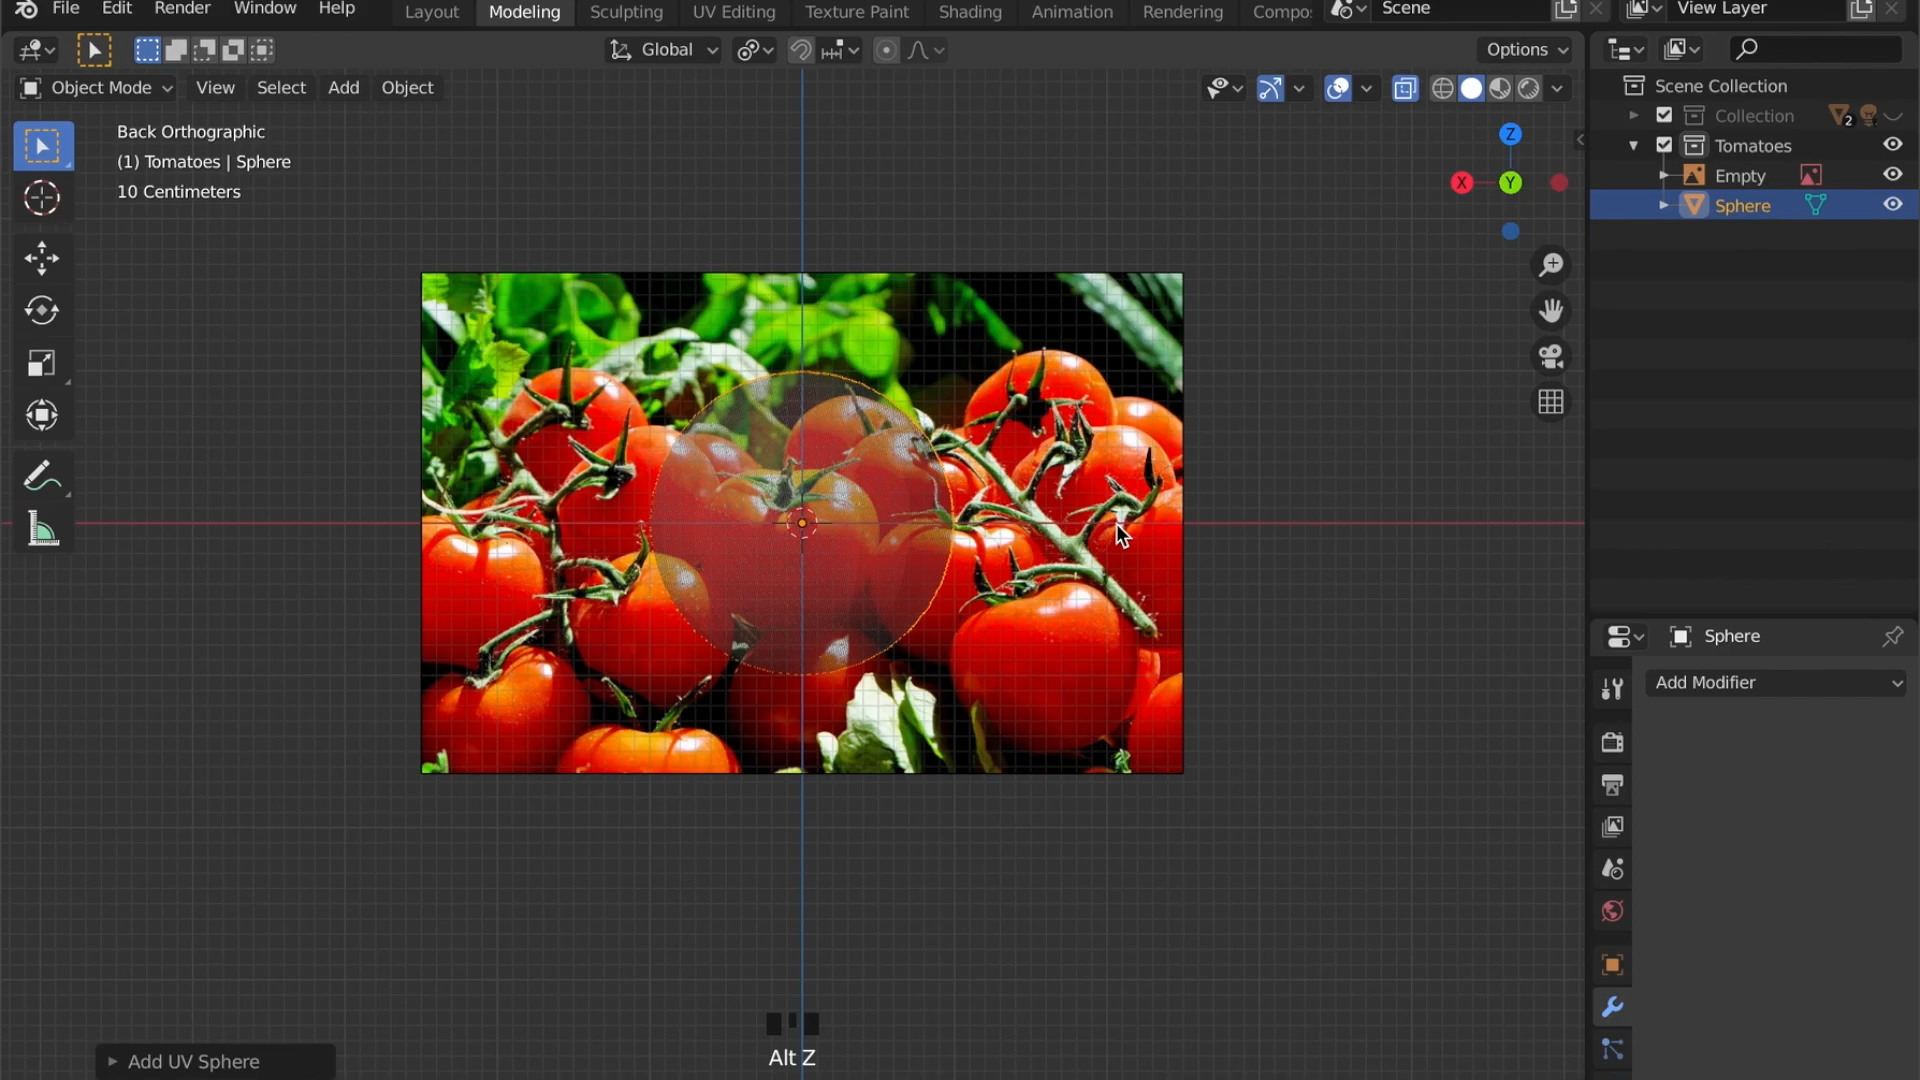 File Edit Render Window Help
Layout Modeling Sculpting UV Editing Texture Paint Shading Animation Rendering Compo
Scene
View Layer
Global
Options
Object Mode View Select Add Object
Back Orthographic
(1) Tomatoes | Sphere
10 Centimeters
Z
X
Y
Scene Collection
Collection 2
Tomatoes
Empty
Sphere
Sphere
Add Modifier
Add UV Sphere
Alt Z